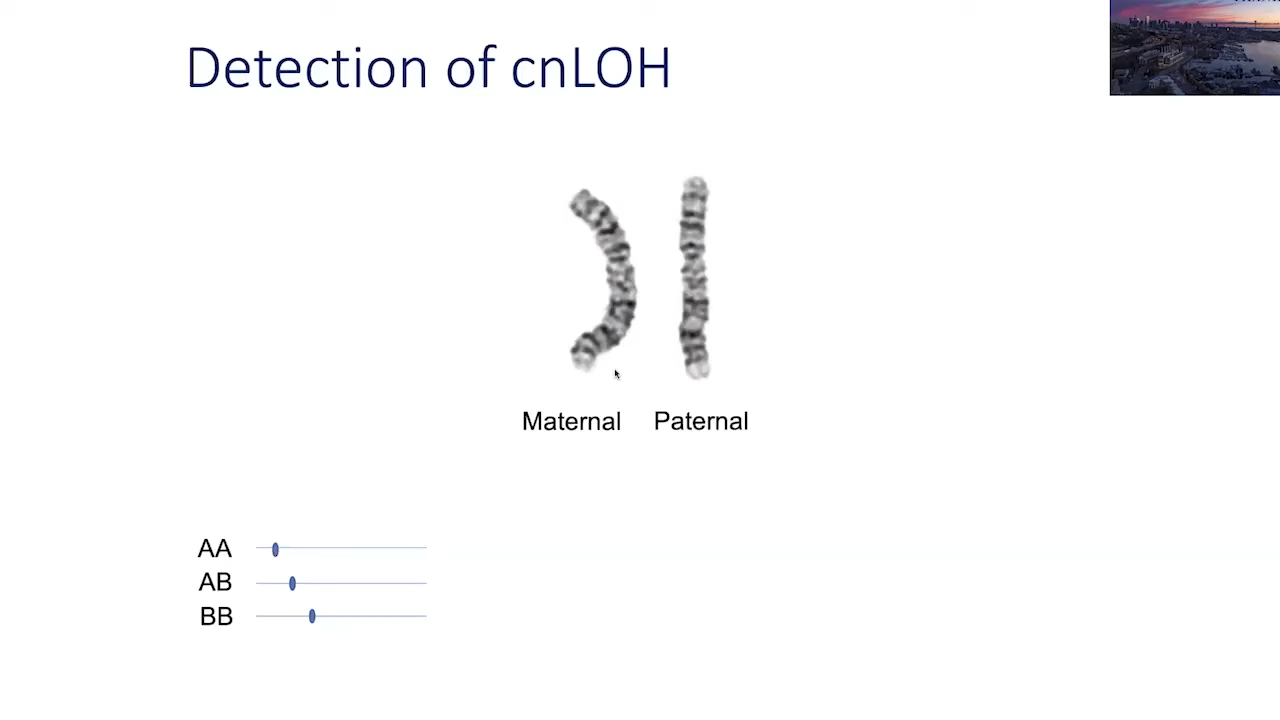 Detection of cnLOH
Maternal Paternal
AA
AB
BB